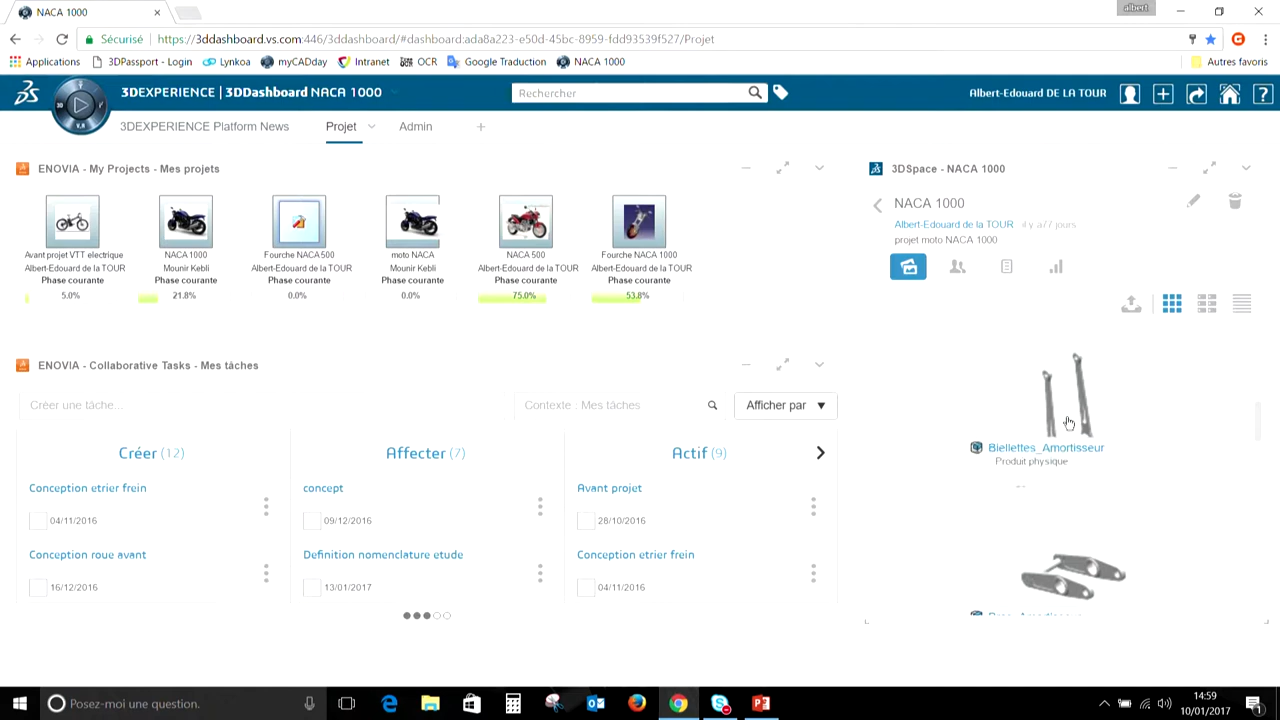 NACA 1000
albert
Sécurisé https://3ddashboard.vs.com:446/3ddashboard/#dashboard:ada8a223-e50d-45bc-8959-fdd93539f527/Projet
Applications 3DPassport - Login Lynkoa myCADday Intranet OCR Google Traduction NACA 1000 Autres favoris
3DEXPERIENCE | 3DDashboard NACA 1000
Rechercher
Albert-Edouard DE LA TOUR
3DEXPERIENCE Platform News Projet Admin +
ENOVIA - My Projects - Mes projets
Avant projet VTT electrique
Albert-Edouard de la TOUR
Phase courante
5.0%
NACA 1000
Mounir Kebli
Phase courante
21.8%
Fourche NACA 500
Albert-Edouard de la TOUR
Phase courante
0.0%
moto NACA
Mounir Kebli
Phase courante
0.0%
NACA 500
Albert-Edouard de la TOUR
Phase courante
75.0%
Fourche NACA 1000
Albert-Edouard de la TOUR
Phase courante
53.8%
3DSpace - NACA 1000
NACA 1000
Albert-Edouard de la TOUR il y a 77 jours
projet moto NACA 1000
Biellettes_Amortisseur
Produit physique
--
ENOVIA - Collaborative Tasks - Mes tâches
Créer une tâche...
Contexte : Mes tâches
Afficher par
Créer (12)
Conception etrier frein
04/11/2016
Conception roue avant
16/12/2016
Affecter (7)
concept
09/12/2016
Definition nomenclature etude
13/01/2017
Actif (9)
Avant projet
28/10/2016
Conception etrier frein
04/11/2016
Posez-moi une question.
14:59
10/01/2017